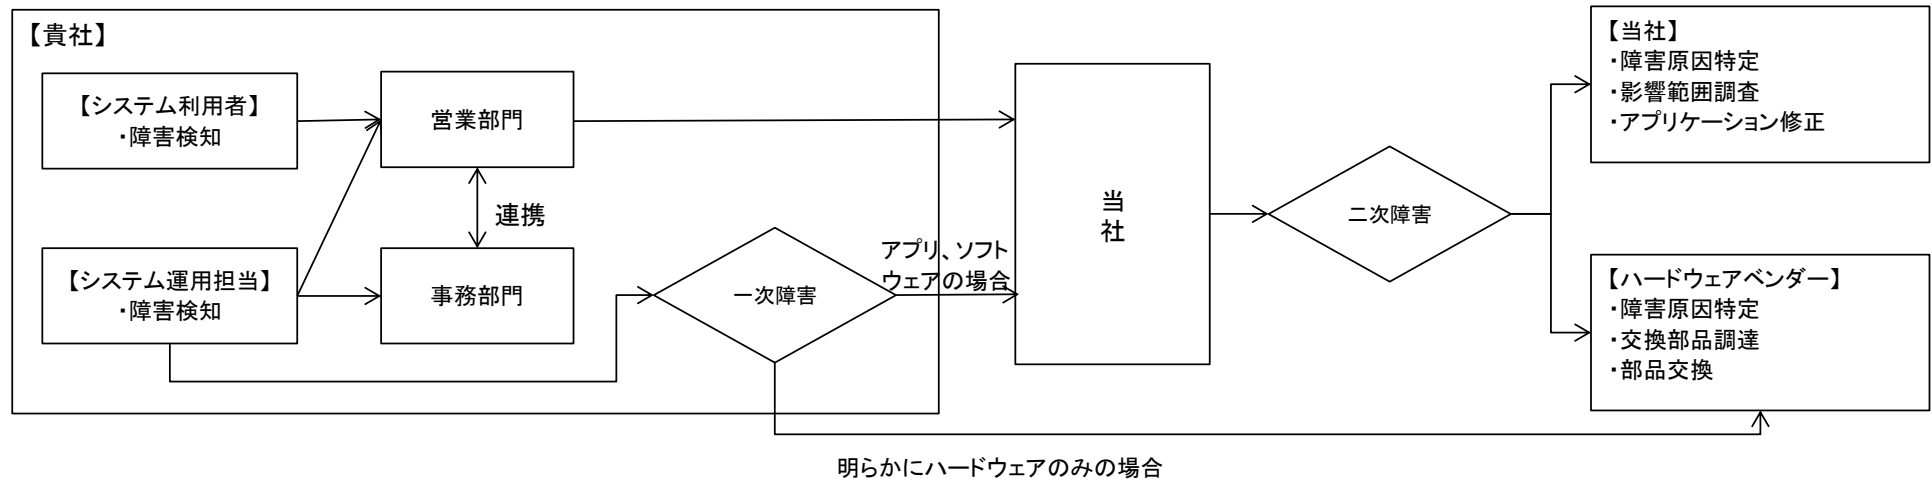 【貴社】
【システム利用者】
・障害検知
営業部門
連携
【システム運用担当】
・障害検知
事務部門
一次障害
アプリ、ソフト
ウェアの場合
当
社
二次障害
【当社】
・障害原因特定
・影響範囲調査
・アプリケーション修正
【ハードウェアベンダー】
・障害原因特定
・交換部品調達
・部品交換
明らかにハードウェアのみの場合